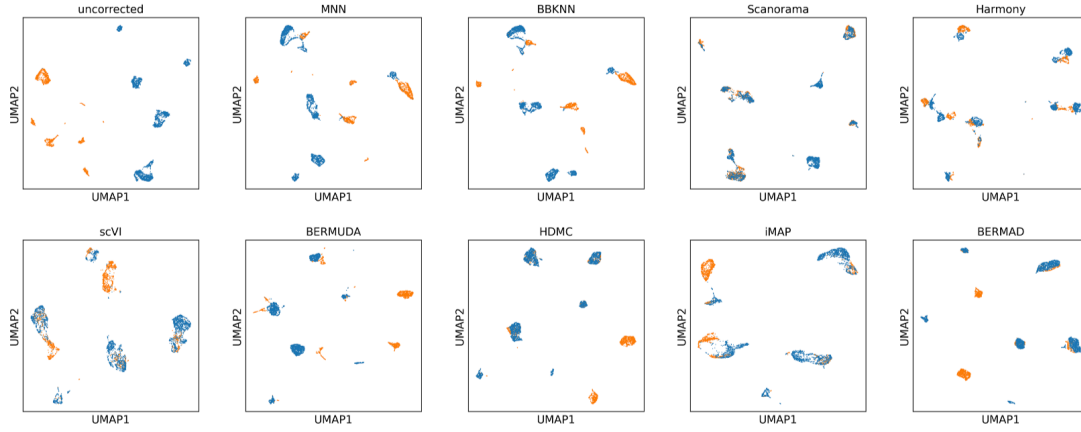 uncorrected
MNN
BBKNN
Scanorama
Harmony
UMAP2
UMAP2
UMAP2
UMAP2
UMAP2
UMAP1
UMAP1
UMAP1
UMAP1
UMAP1
scVI
BERMUDA
HDMC
iMAP
BERMAD
UMAP2
UMAP2
UMAP2
UMAP2
UMAP2
UMAP1
UMAP1
UMAP1
UMAP1
UMAP1